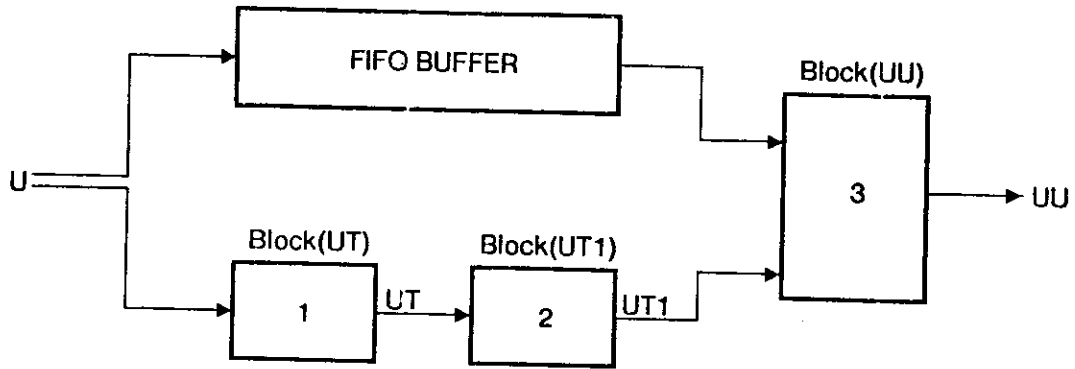 FIFO BUFFER
Block(UU)
U
3
UU
Block(UT)
Block(UT1)
1
UT
2
UT1